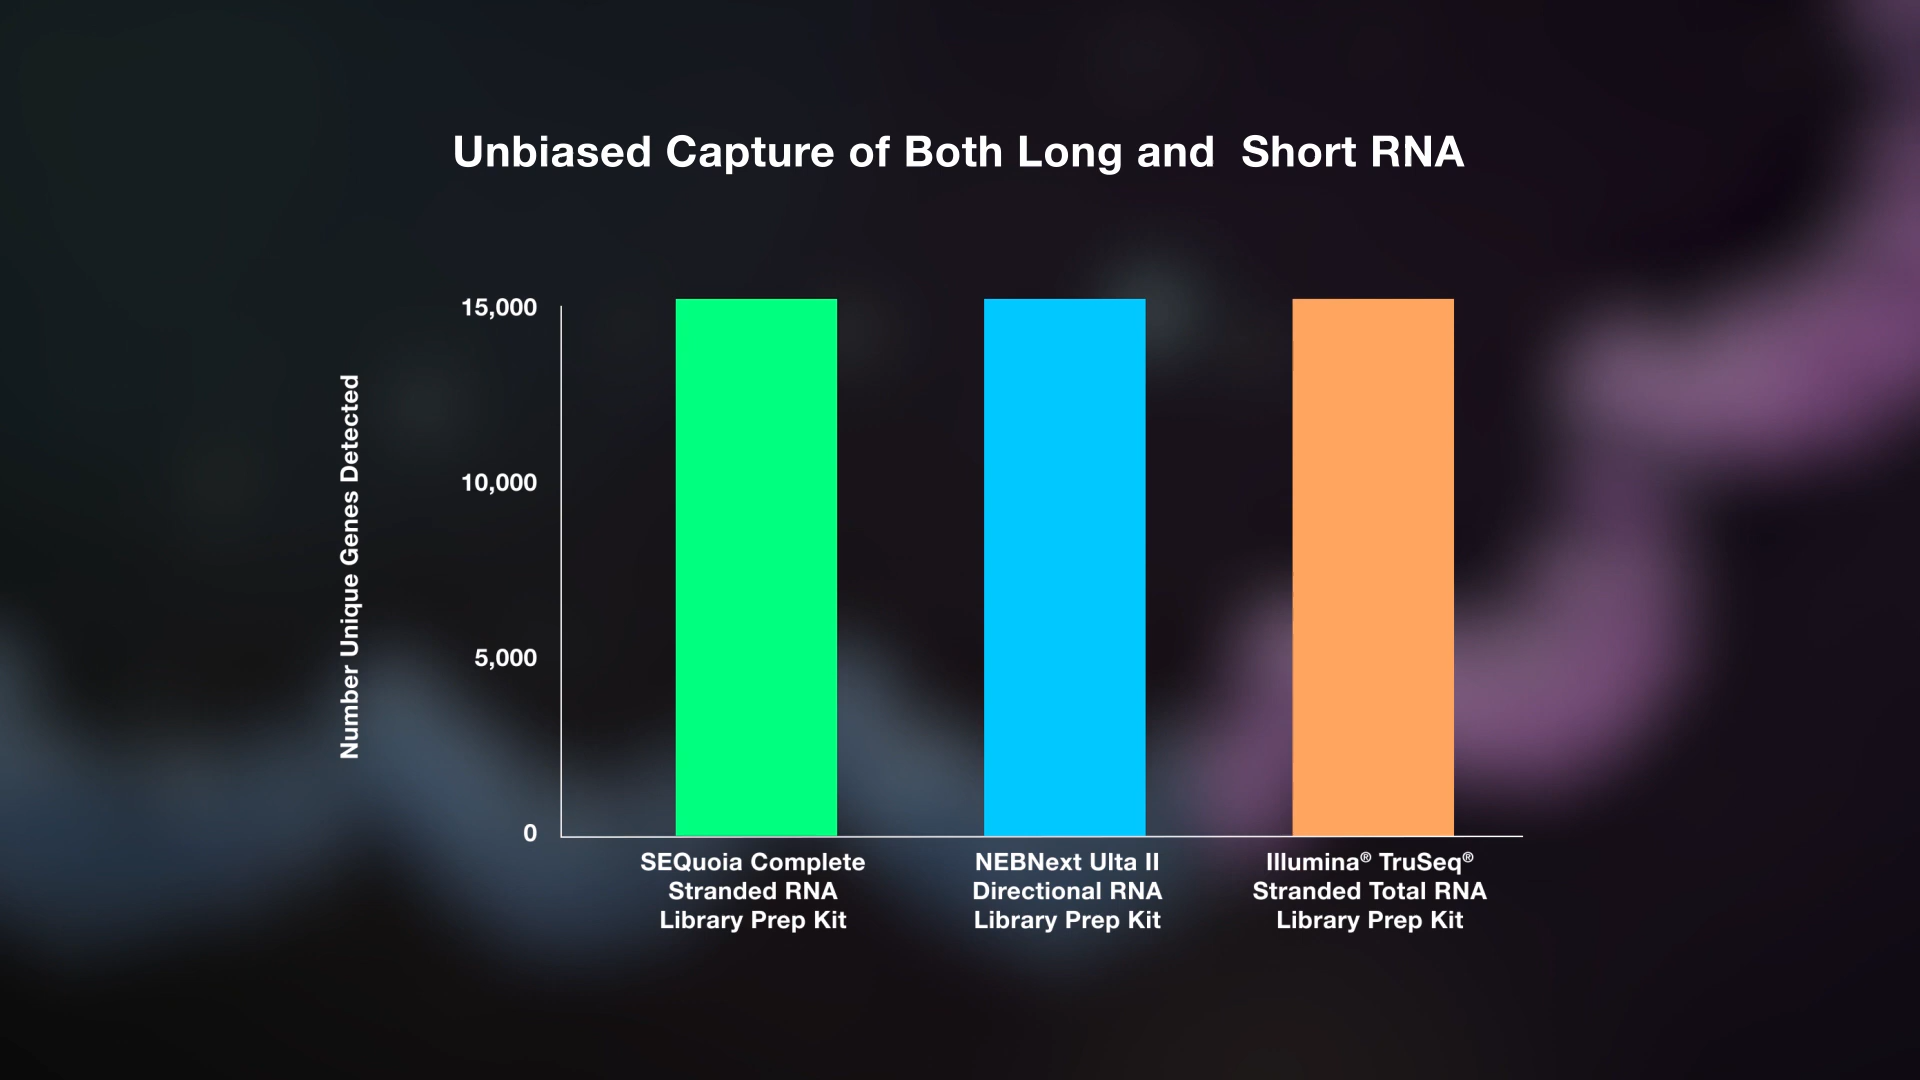 Unbiased Capture of Both Long and  Short RNA
Number Unique Genes Detected
15,000
10,000
5,000
0
SEQuoia Complete
Stranded RNA
Library Prep Kit
NEBNext Ulta II
Directional RNA
Library Prep Kit
Illumina® TruSeq®
Stranded Total RNA
Library Prep Kit